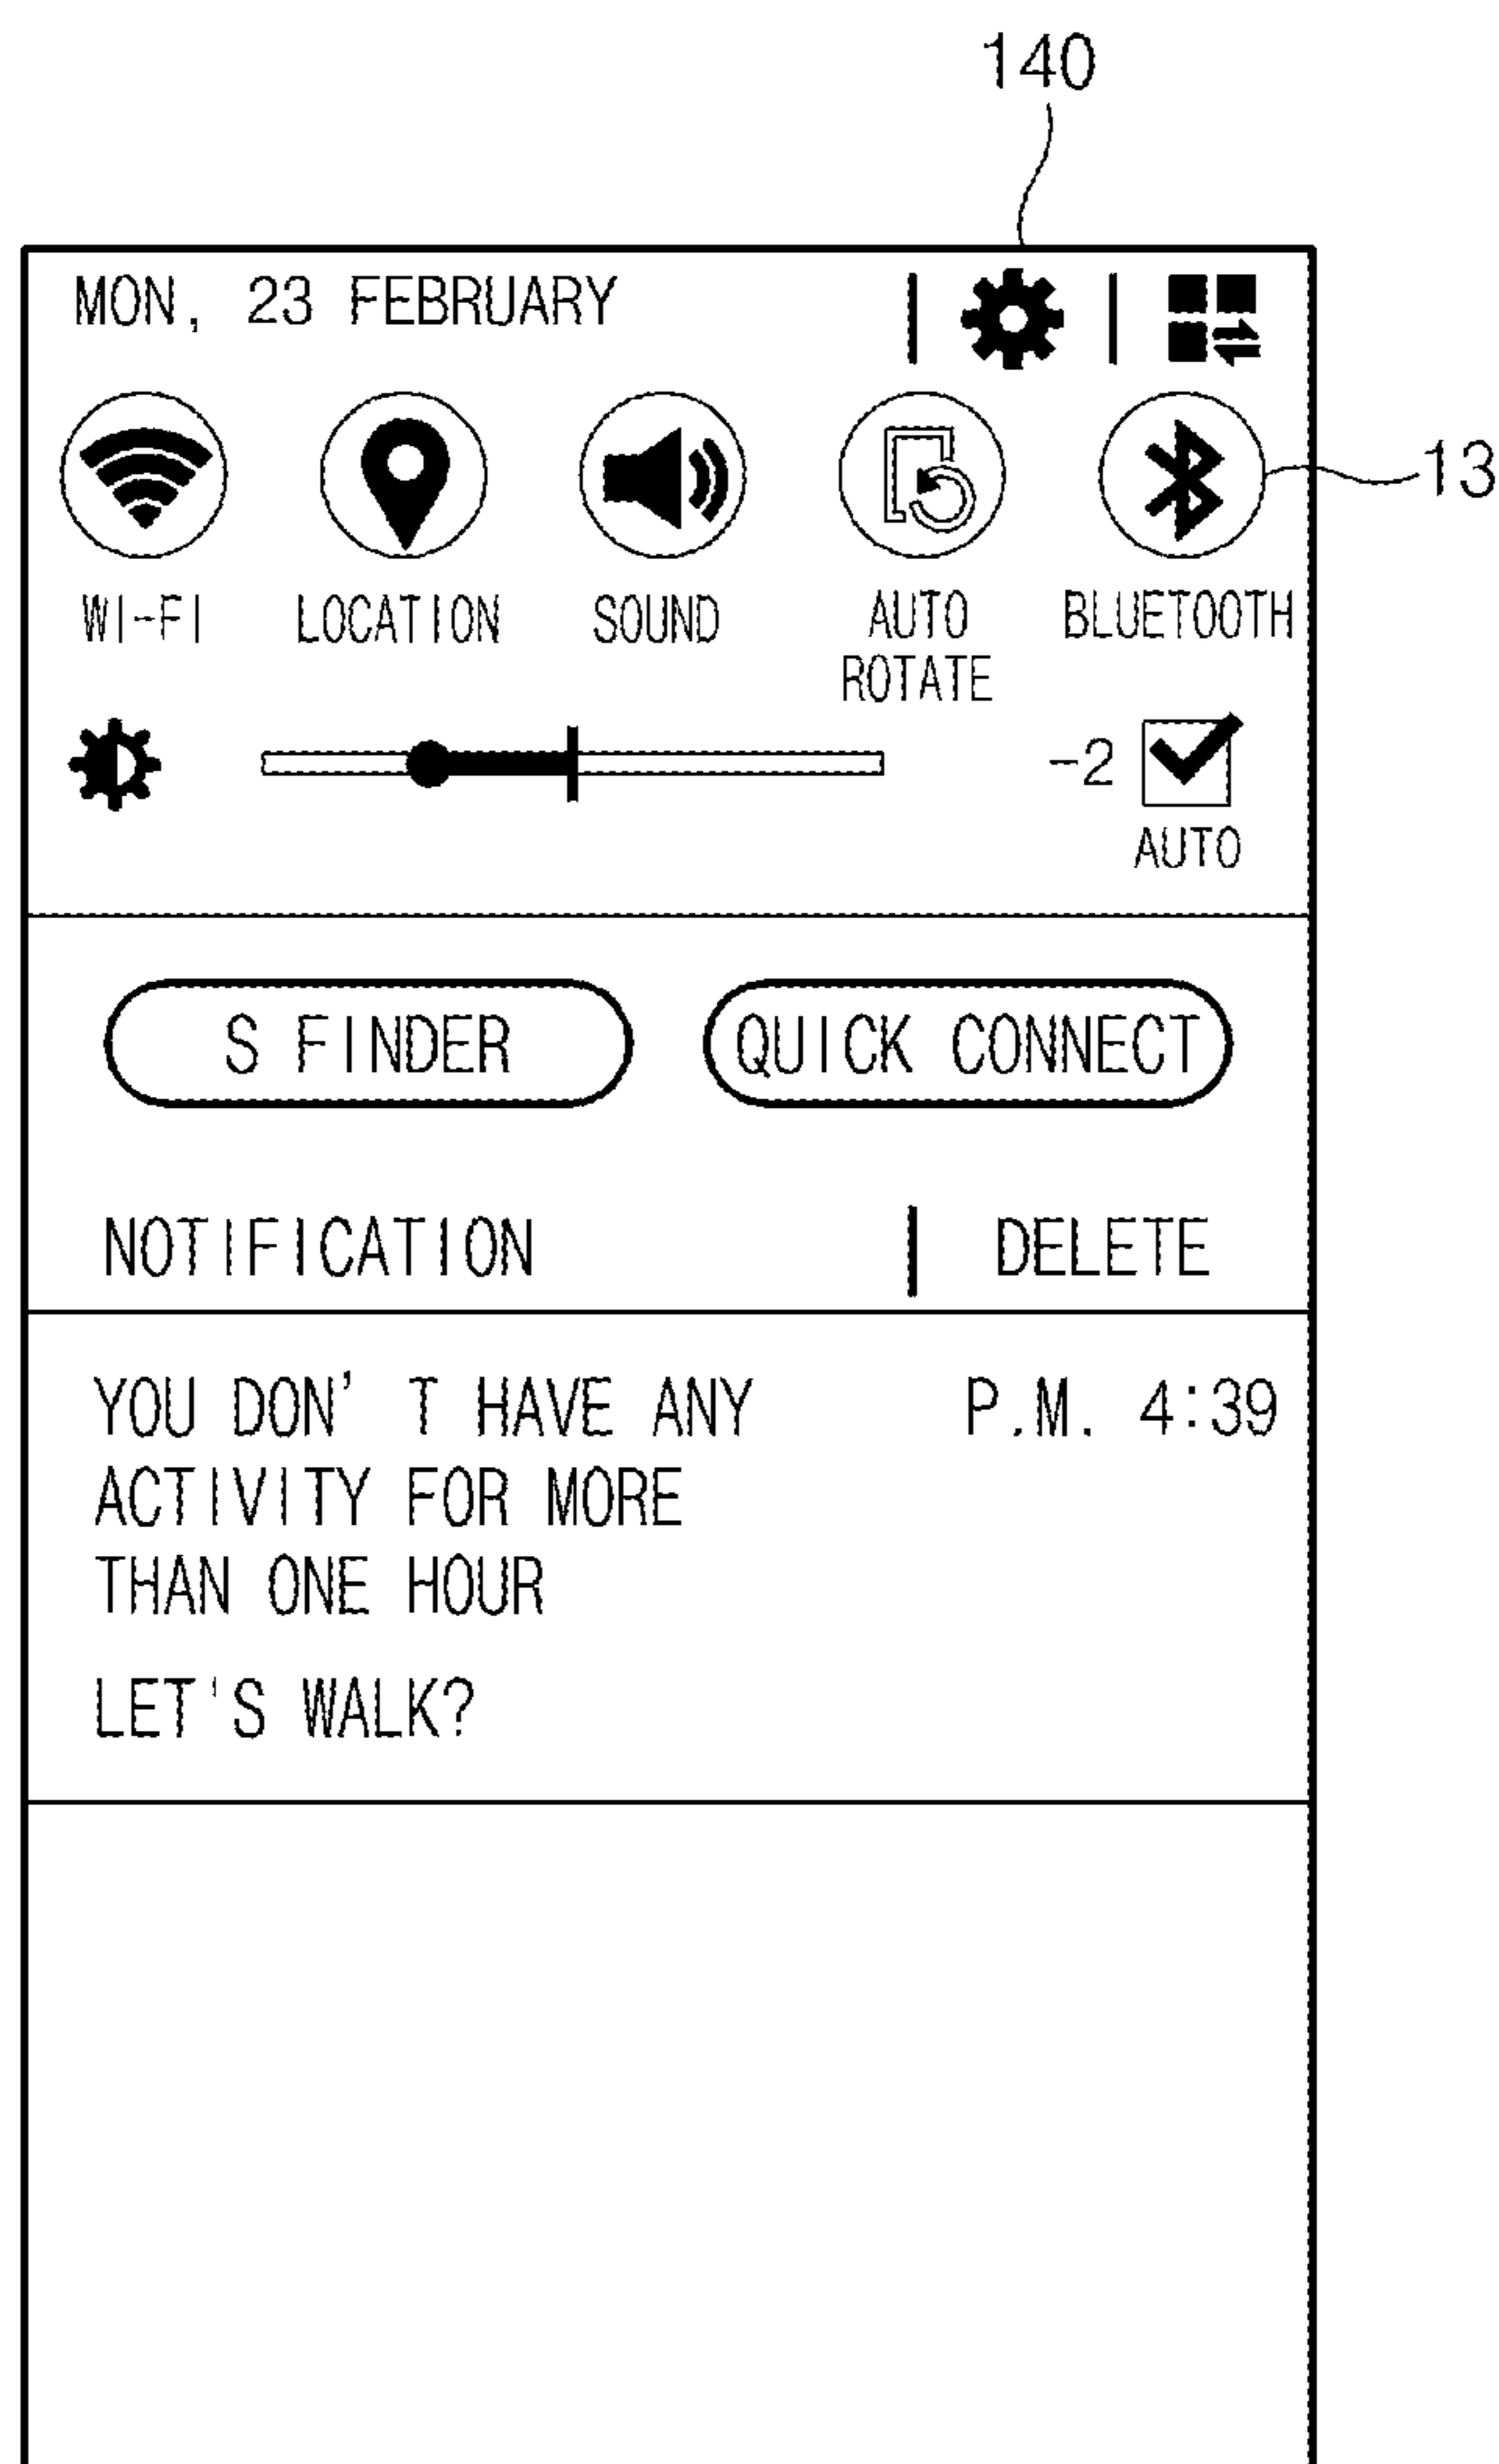 140
MON, 23 FEBRUARY
13
WI-FI LOCATION SOUND AUTO ROTATE BLUETOOTH
-2
AUTO
S FINDER QUICK CONNECT
NOTIFICATION DELETE
YOU DON' T HAVE ANY P.M. 4:39
ACTIVITY FOR MORE
THAN ONE HOUR
LET'S WALK?